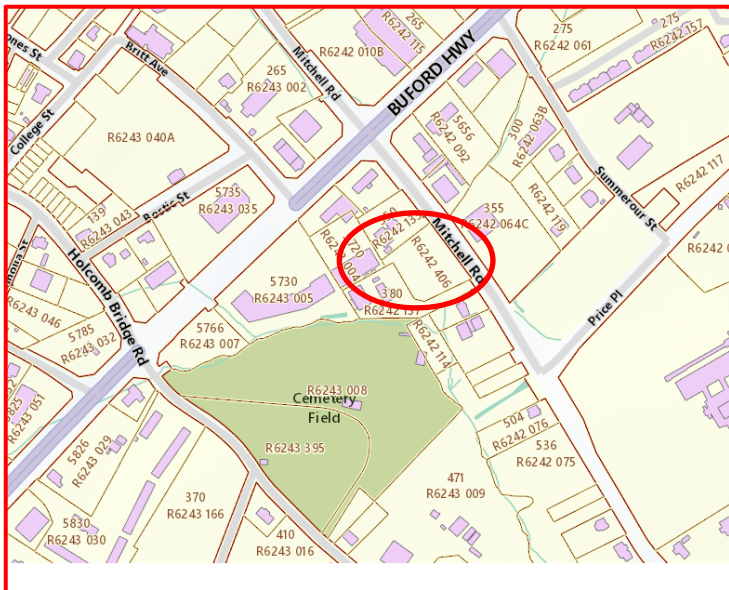 265
R6242 115
275
R6242 061
275
R6242 157
R6242 010B
Britt Ave
Mitchell Rd
265
R6243 002
BUFORD HWY
College St
R6243 040A
5656
R6242 092
300
R6242 063B
Summerour St
R6242 117
5735
R6243 035
139
R6243 043
355
R6242 064C
R6242 119
Mitchell Rd
R6242 406
Holcomb Bridge Rd
5730
R6243 005
380
R6242 137
Price Pl
R6243 046
5785
R6243 032
5766
R6243 007
R6242 114
R6243 008
Cemetery
Field
R6243 395
5825
R6243 051
5826
R6243 029
504
R6242 076
536
R6242 075
471
R6243 009
370
R6243 166
5830
R6243 030
410
R6243 016